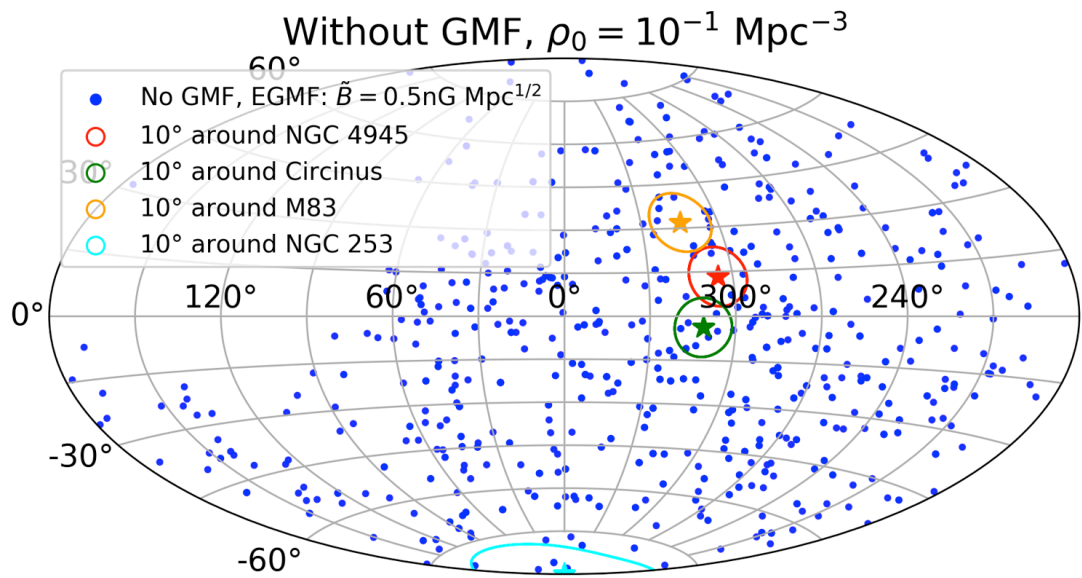 Without GMF, ρ₀ = 10⁻¹ Mpc⁻³
60°
No GMF, EGMF: B̃ = 0.5nG Mpc^1/2
10° around NGC 4945
30°
10° around Circinus
10° around M83
10° around NGC 253
120°
60°
0°
300°
240°
0°
-30°
-60°